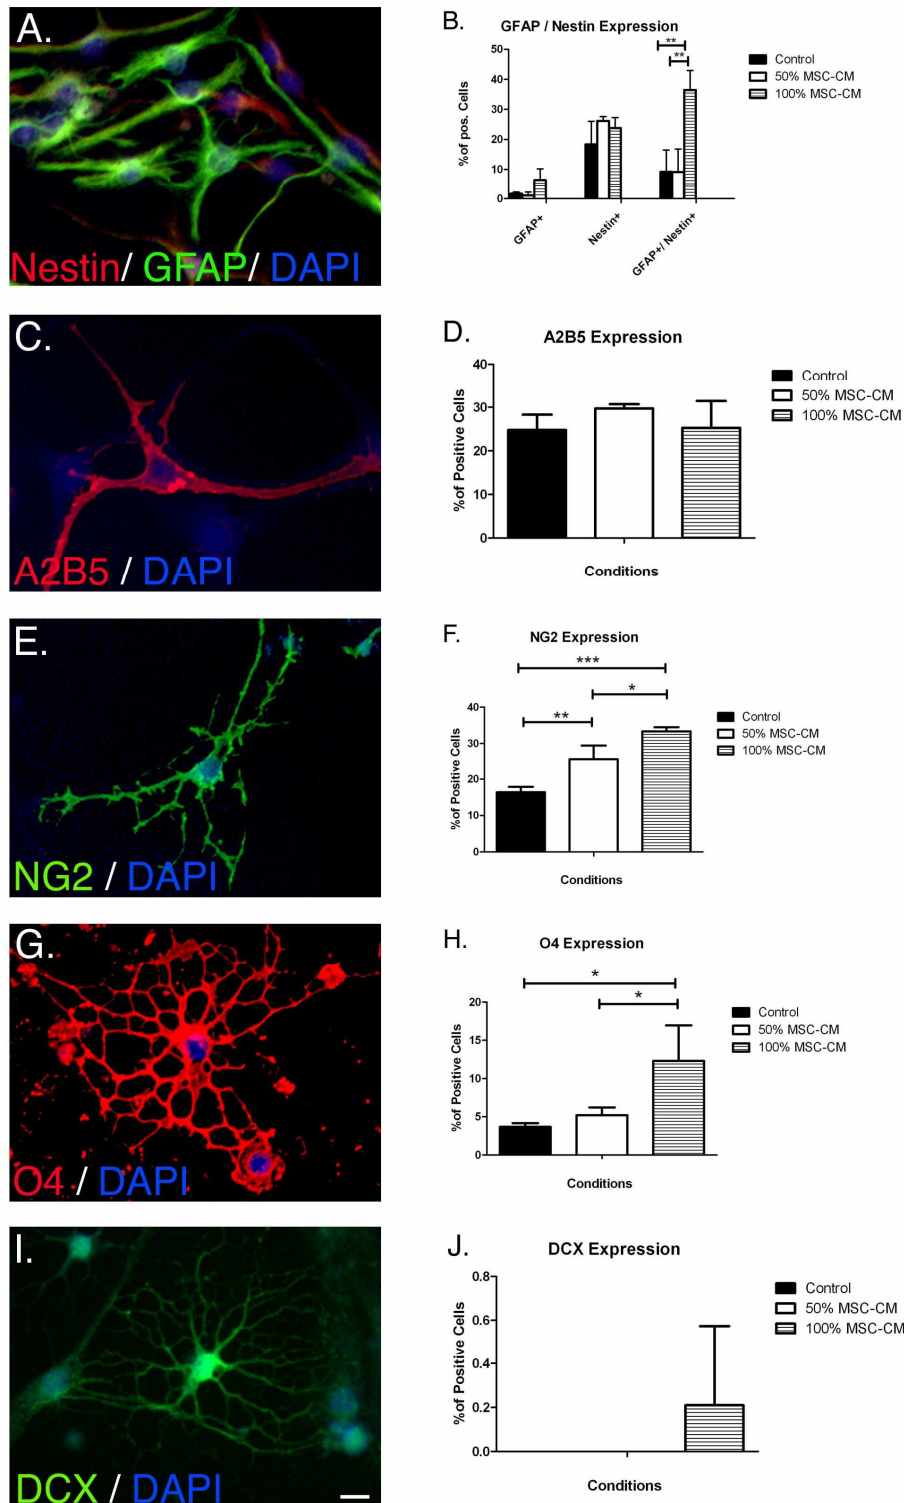 A.
Nestin/ GFAP/ DAPI
B.
GFAP / Nestin Expression
**
**
Control
50% MSC-CM
100% MSC-CM
%of pos. Cells
50
40
30
20
10
0
GFAP+
Nestin+
GFAP+/ Nestin+
C.
A2B5 / DAPI
D.
A2B5 Expression
Control
50% MSC-CM
100% MSC-CM
%of Positive Cells
40
30
20
10
0
Conditions
E.
NG2 / DAPI
F.
NG2 Expression
***
*
**
Control
50% MSC-CM
100% MSC-CM
%of Positive Cells
40
30
20
10
0
Conditions
G.
O4 / DAPI
H.
O4 Expression
*
*
Control
50% MSC-CM
100% MSC-CM
%of Positive Cells
20
15
10
5
0
Conditions
I.
DCX / DAPI
J.
DCX Expression
Control
50% MSC-CM
100% MSC-CM
%of Positive Cells
0.8
0.6
0.4
0.2
0.0
Conditions